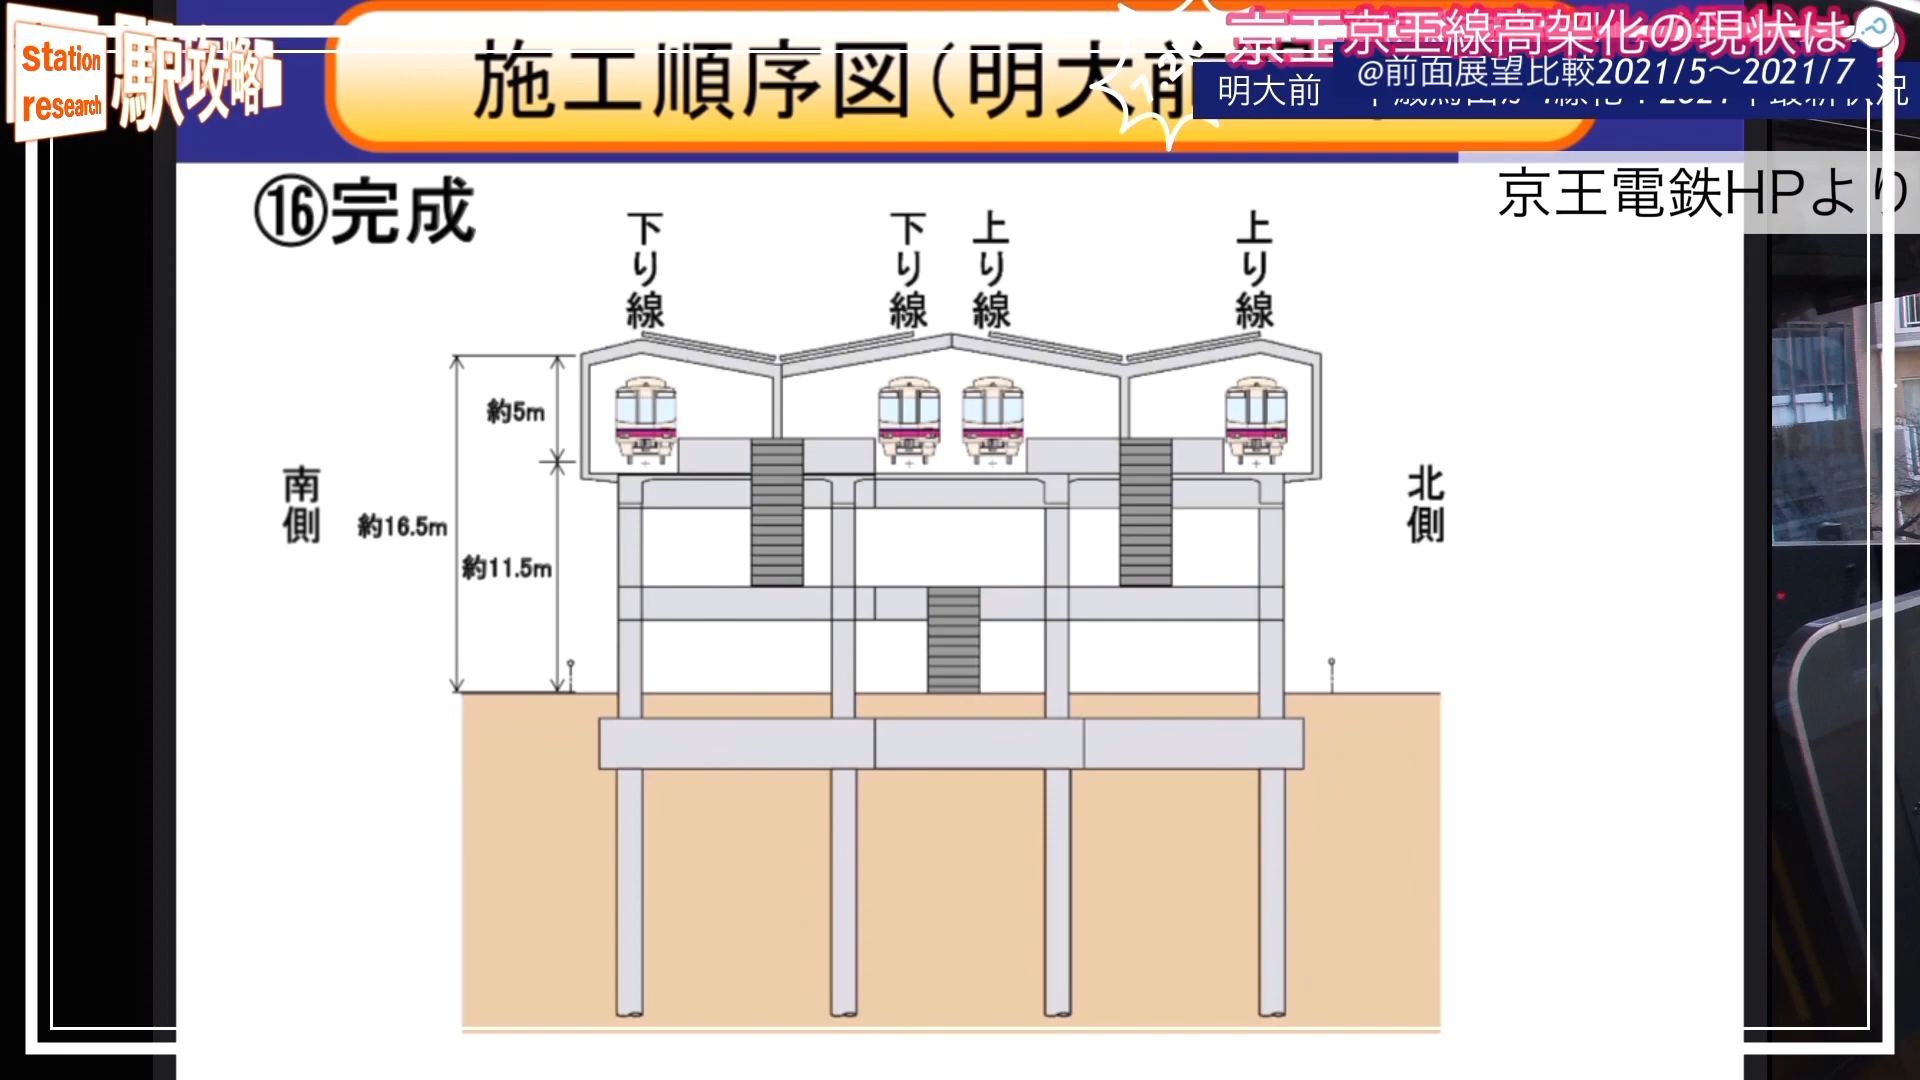 station
research
駅攻略
施工順序図(明大前
京王京王線高架化の現状は
@前面展望比較2021/5〜2021/7
明大前
況
京王電鉄HPより
⑯完成
下り線
下り線
上り線
上り線
約5m
南側
約16.5m
約11.5m
北側